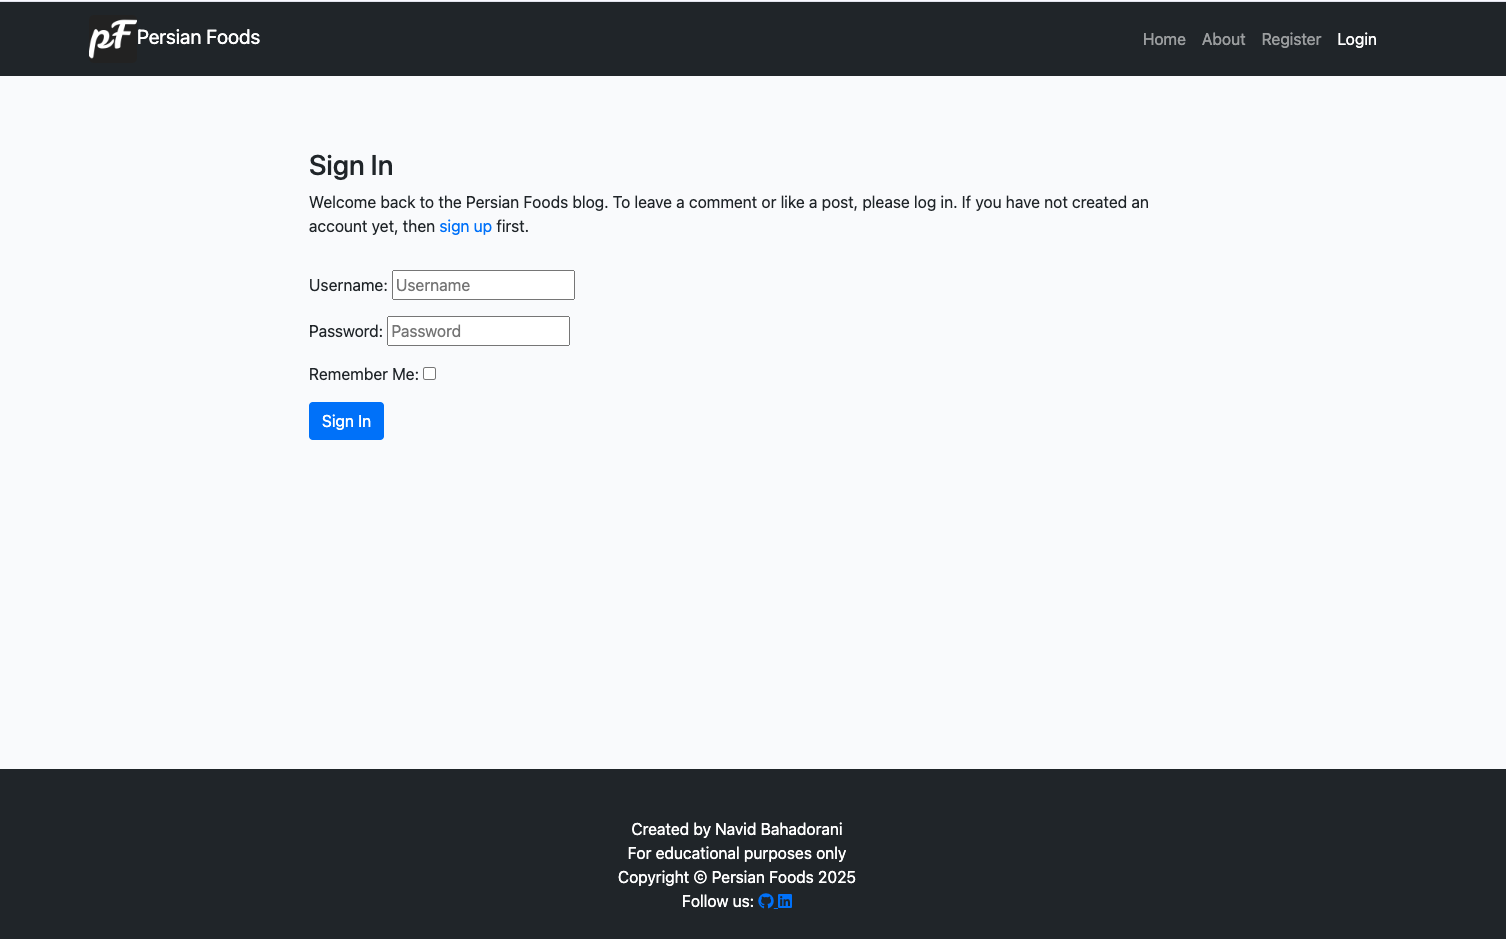 pF Persian Foods
Home About Register Login
Sign In
Welcome back to the Persian Foods blog. To leave a comment or like a post, please log in. If you have not created an
account yet, then sign up first.
Username: Username
Password: Password
Remember Me:
Sign In
Created by Navid Bahadorani
For educational purposes only
Copyright © Persian Foods 2025
Follow us: in